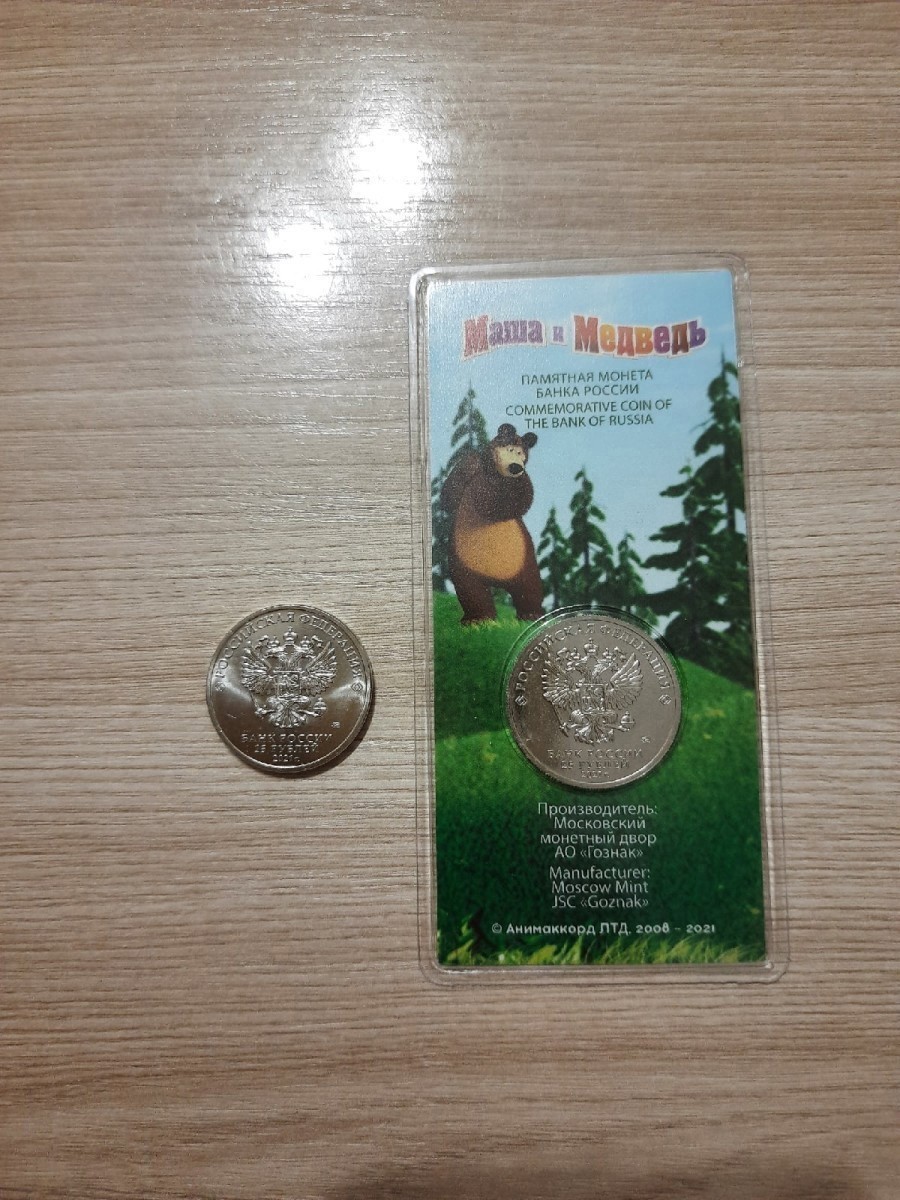 Маша и Медведь
ПАМЯТНАЯ МОНЕТА
БАНКА РОССИИ
COMMEMORATIVE COIN OF
THE BANK OF RUSSIA
РОССИЙСКАЯ ФЕДЕРАЦИЯ
БАНК РОССИИ
25 РУБЛЕЙ
РОССИЙСКАЯ ФЕДЕРАЦИЯ
БАНК РОССИИ
25 РУБЛЕЙ
Производитель:
Московский
монетный двор
АО «Гознак»
Manufacturer:
Moscow Mint
JSC «Goznak»
© Анимаккорд ЛТД. 2008 - 2021